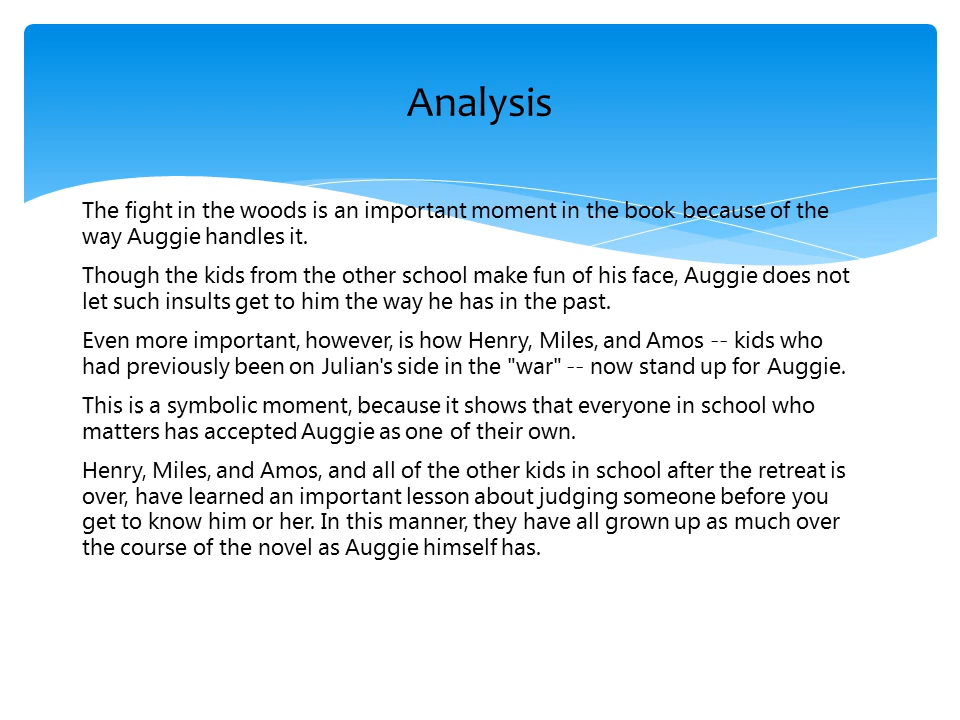 Analysis
The fight in the woods is an important moment in the book because of the
way Auggie handles it.
Though the kids from the other school make fun of his face, Auggie does not
let such insults get to him the way he has in the past.
Even more important, however, is how Henry, Miles, and Amos -- kids who
had previously been on Julian's side in the "war" -- now stand up for Auggie.
This is a symbolic moment, because it shows that everyone in school who
matters has accepted Auggie as one of their own.
Henry, Miles, and Amos, and all of the other kids in school after the retreat is
over, have learned an important lesson about judging someone before you
get to know him or her. In this manner, they have all grown up as much over
the course of the novel as Auggie himself has.